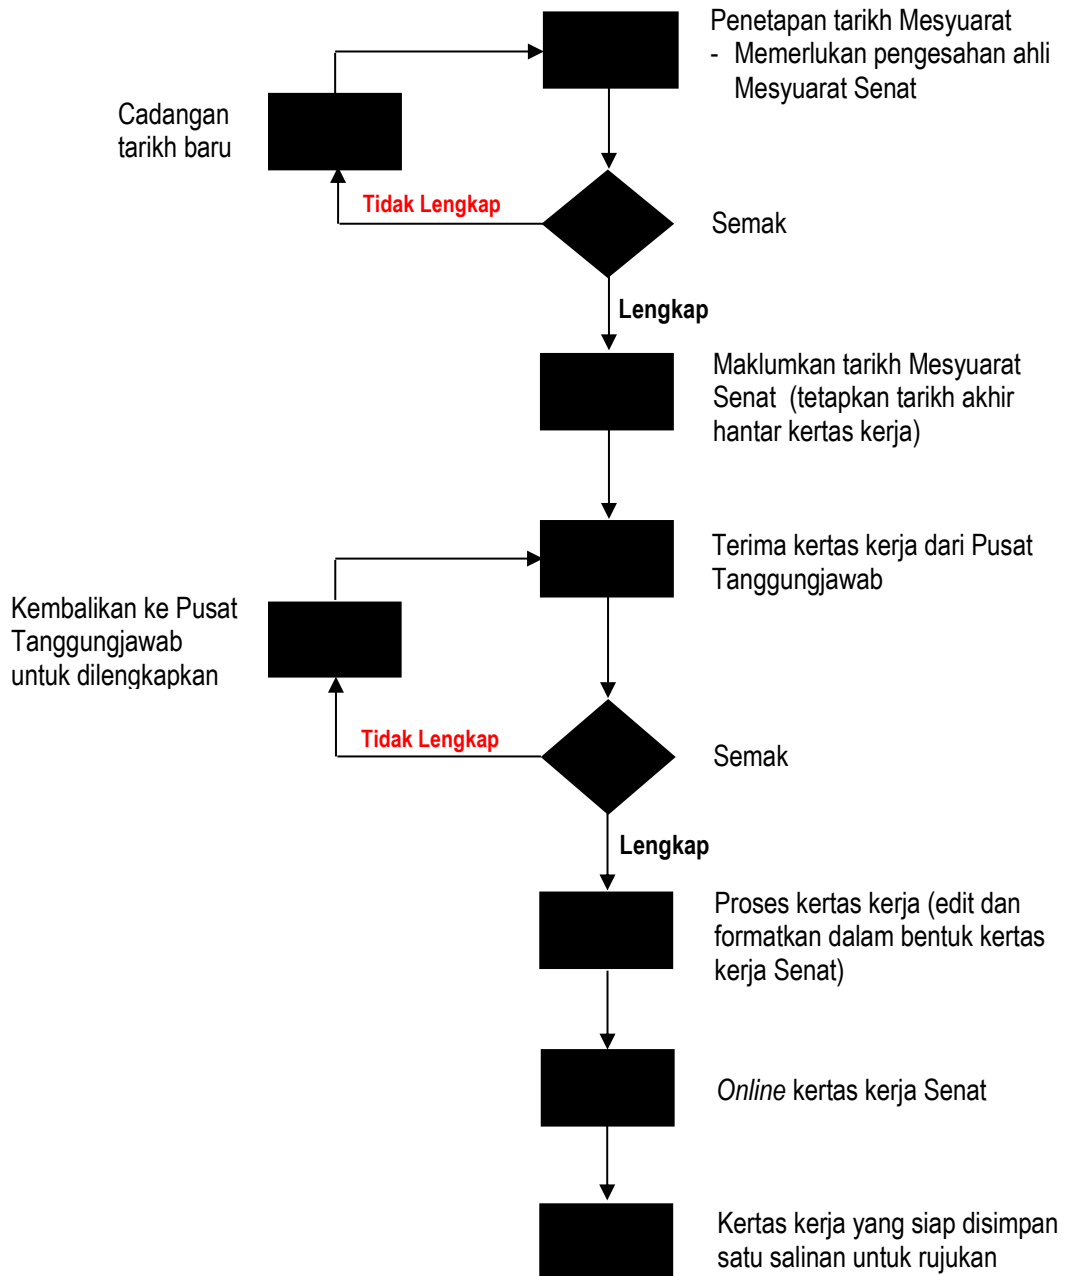 Penetapan tarikh Mesyuarat
- Memerlukan pengesahan ahli
Mesyuarat Senat
Cadangan
tarikh baru
Tidak Lengkap
Semak
Lengkap
Maklumkan tarikh Mesyuarat
Senat (tetapkan tarikh akhir
hantar kertas kerja)
Terima kertas kerja dari Pusat
Tanggungjawab
Kembalikan ke Pusat
Tanggungjawab
untuk dilengkapkan
Tidak Lengkap
Semak
Lengkap
Proses kertas kerja (edit dan
formatkan dalam bentuk kertas
kerja Senat)
Online kertas kerja Senat
Kertas kerja yang siap disimpan
satu salinan untuk rujukan